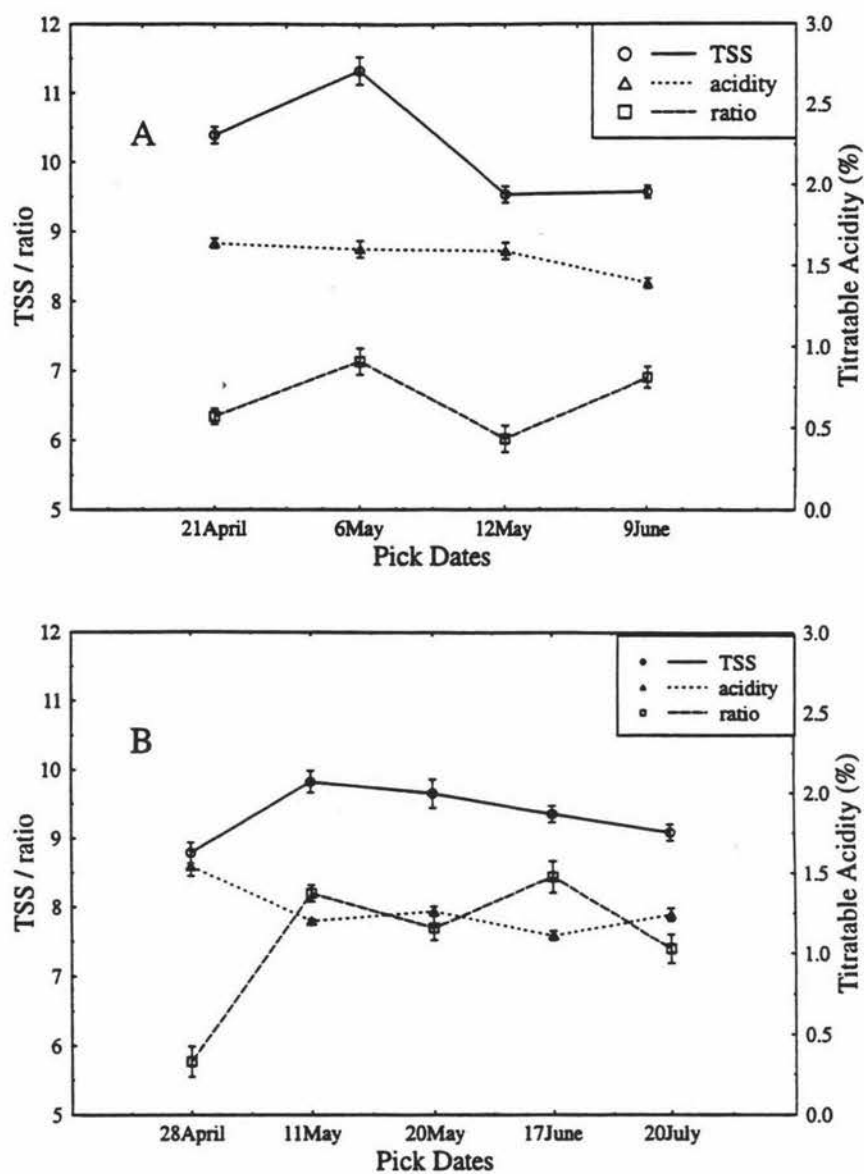 12
11
10
9
8
7
6
5
TSS / ratio
A
TSS
acidity
ratio
3.0
2.5
2.0
1.5
1.0
0.5
0.0
Titratable Acidity (%)
21April 6May 12May 9June
Pick Dates
12
11
10
9
8
7
6
5
TSS / ratio
B
TSS
acidity
ratio
3.0
2.5
2.0
1.5
1.0
0.5
0.0
Titratable Acidity (%)
28April 11May 20May 17June 20July
Pick Dates